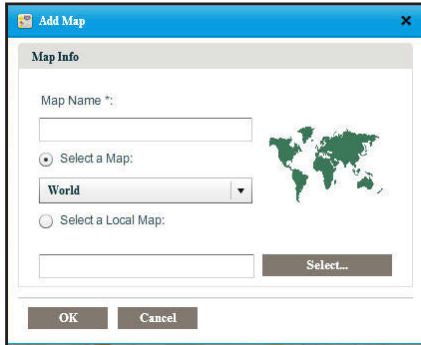 Add Map
Map Info
Map Name *:
Select a Map:
World
Select a Local Map:
Select...
OK Cancel